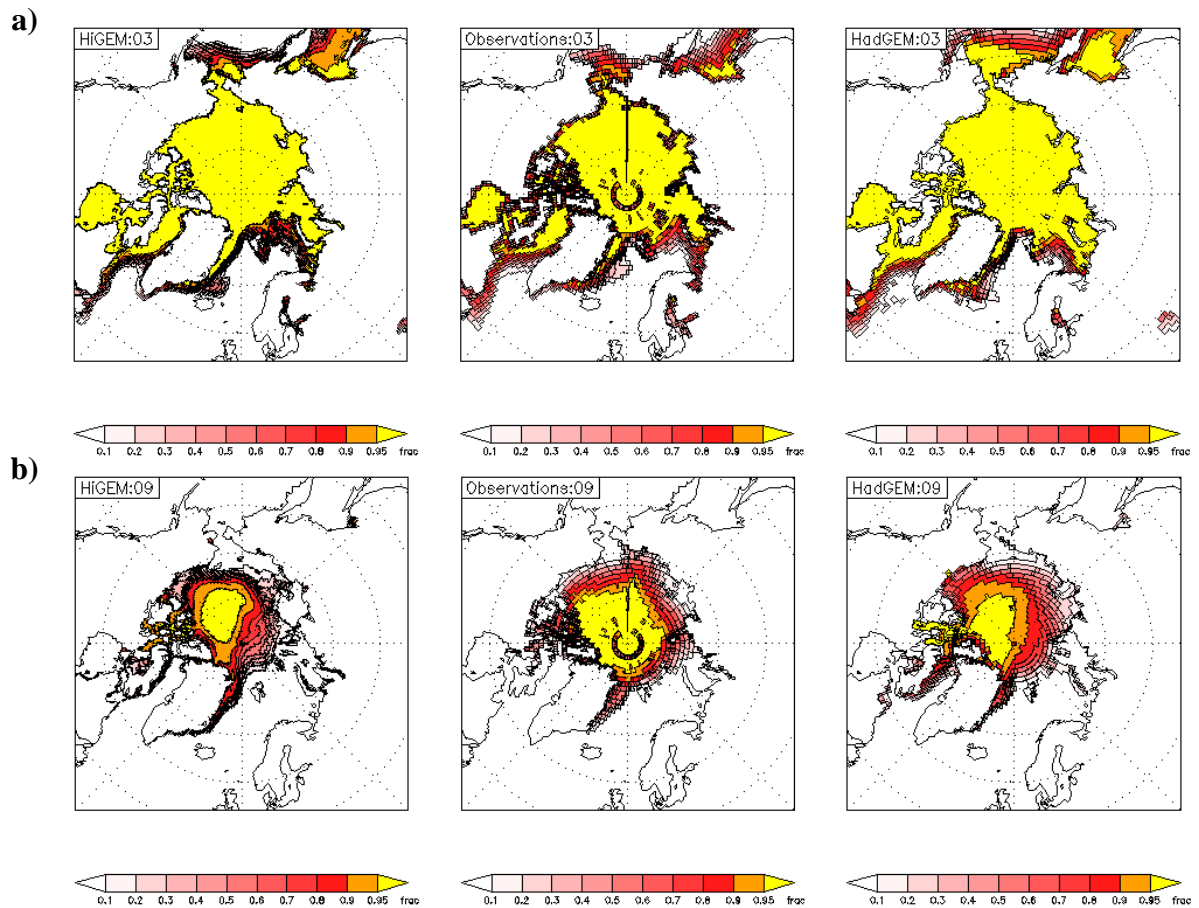 a)
HiGEM:03
Observations:03
HadGEM:03
0.1 0.2 0.3 0.5 0.6 0.7 0.8 0.9 0.95 frac
0.1 0.2 0.3 0.5 0.6 0.7 0.8 0.9 0.95 frac
0.1 0.2 0.3 0.5 0.6 0.7 0.8 0.9 0.95 frac
b)
HiGEM:09
Observations:09
HadGEM:09
0.1 0.2 0.3 0.4 0.5 0.6 0.7 0.8 0.9 0.95 frac
0.1 0.2 0.3 0.4 0.5 0.6 0.7 0.8 0.9 0.95 frac
0.1 0.2 0.3 0.4 0.5 0.6 0.7 0.8 0.9 0.95 frac